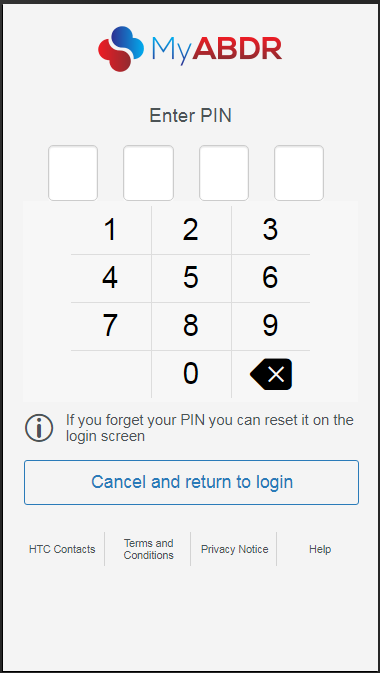 MyABDR
Enter PIN
1 2 3
4 5 6
7 8 9
0
If you forget your PIN you can reset it on the
login screen
Cancel and return to login
HTC Contacts
Terms and
Conditions
Privacy Notice
Help